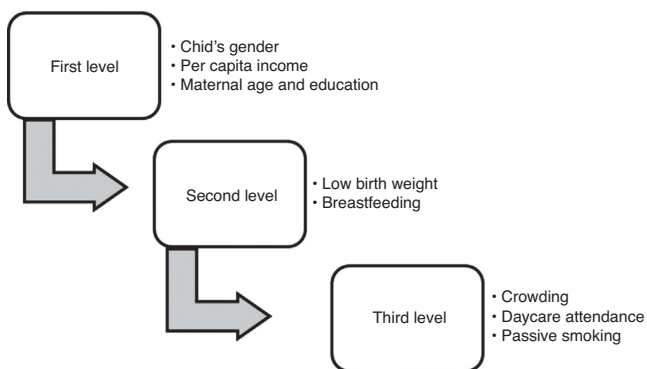 First level
• Chid's gender
• Per capita income
• Maternal age and education
Second level
• Low birth weight
• Breastfeeding
Third level
• Crowding
• Daycare attendance
• Passive smoking